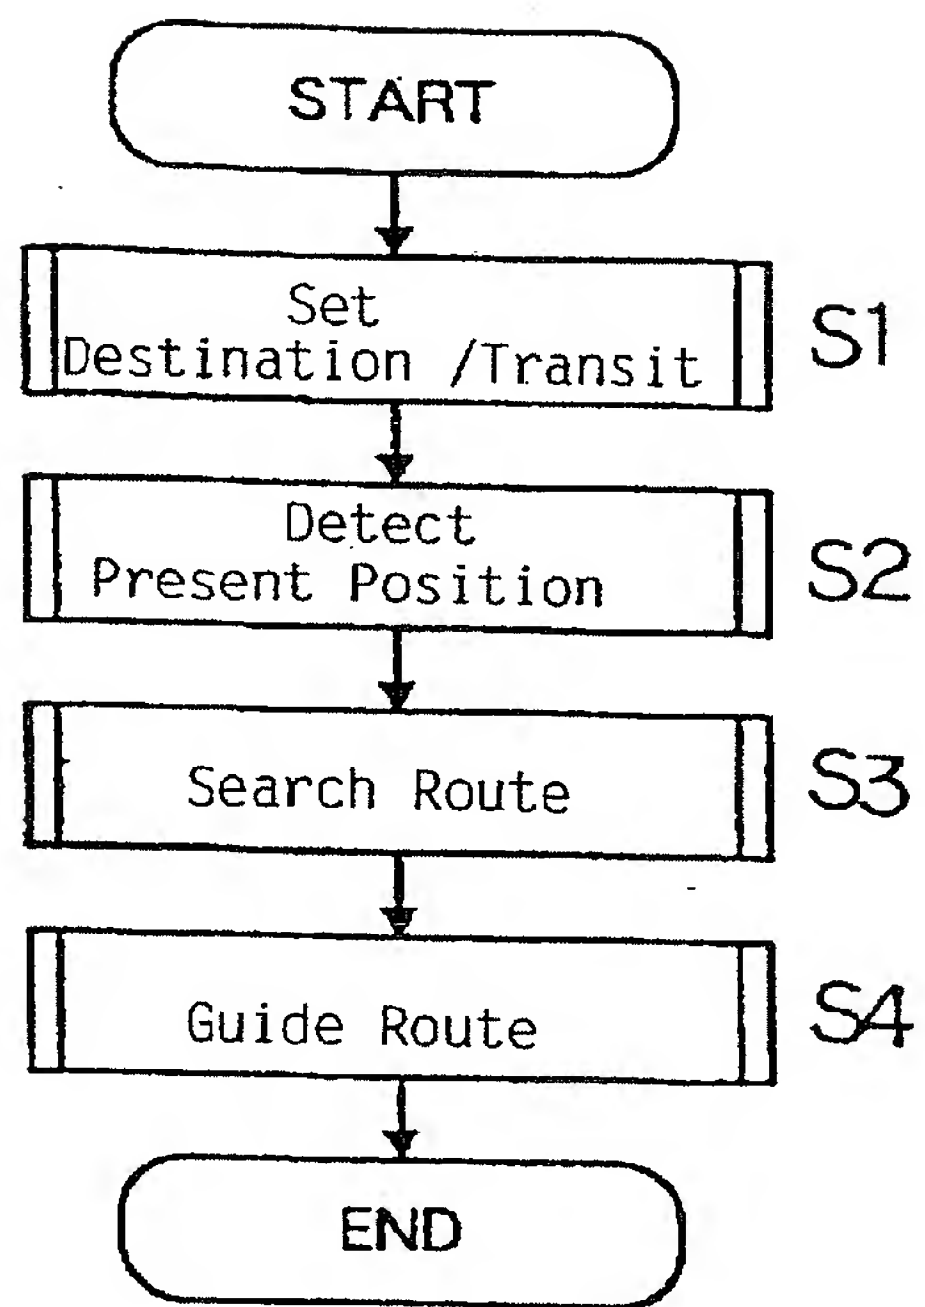 START
Set
Destination /Transit
S1
Detect
Present Position
S2
Search Route
S3
Guide Route
S4
END